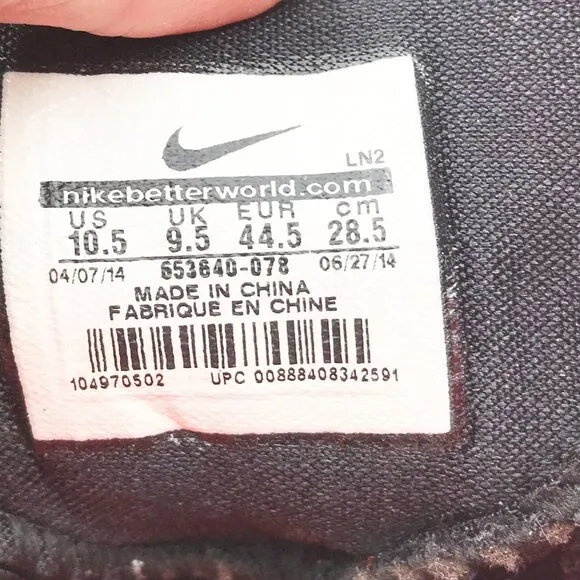 LN2
nikebetterworld.com
US UK EUR cm
10.5 9.5 44.5 28.5
04/07/14 653640-078 06/27/14
MADE IN CHINA
FABRIQUE EN CHINE
104970502 UPC 00888408342591